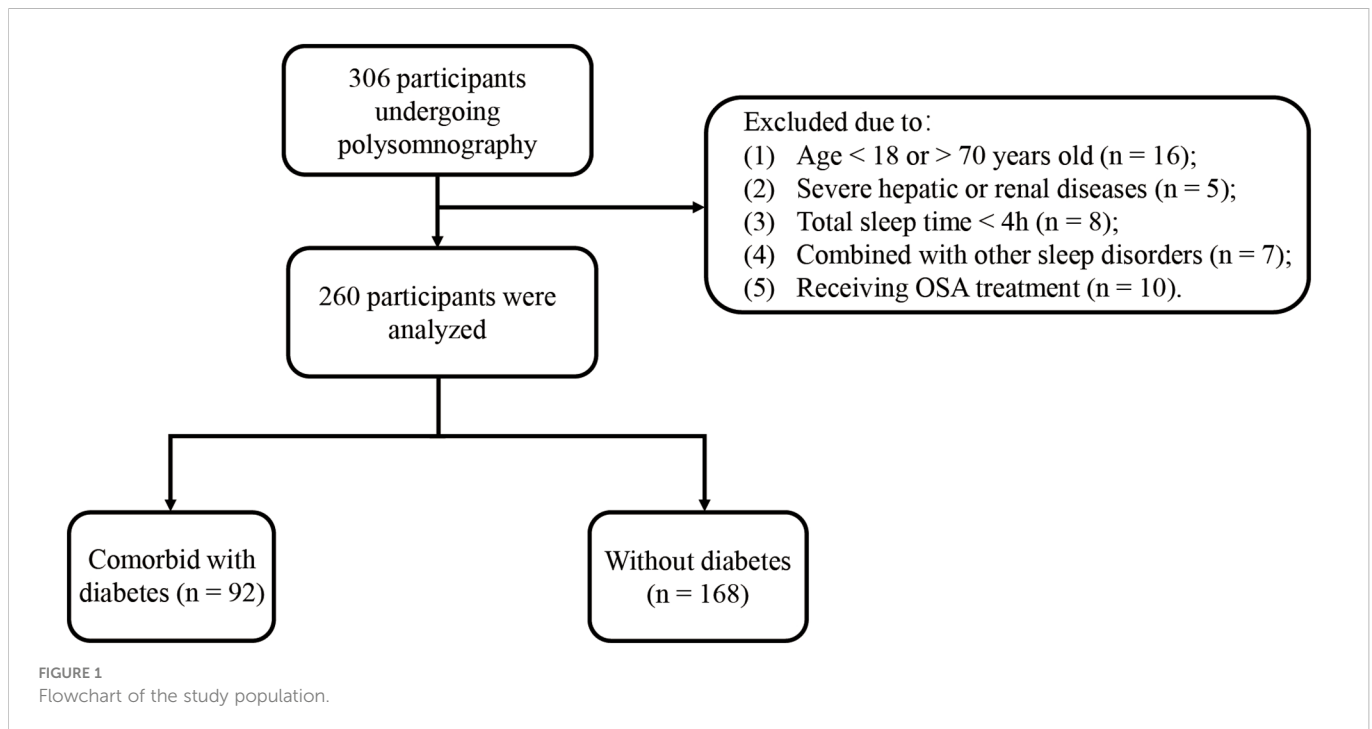 306 participants
undergoing
polysomnography
Excluded due to:
(1) Age < 18 or > 70 years old (n = 16);
(2) Severe hepatic or renal diseases (n = 5);
(3) Total sleep time < 4h (n = 8);
(4) Combined with other sleep disorders (n = 7);
(5) Receiving OSA treatment (n = 10).
260 participants were
analyzed
Comorbid with
diabetes (n = 92)
Without diabetes
(n = 168)
FIGURE 1
Flowchart of the study population.